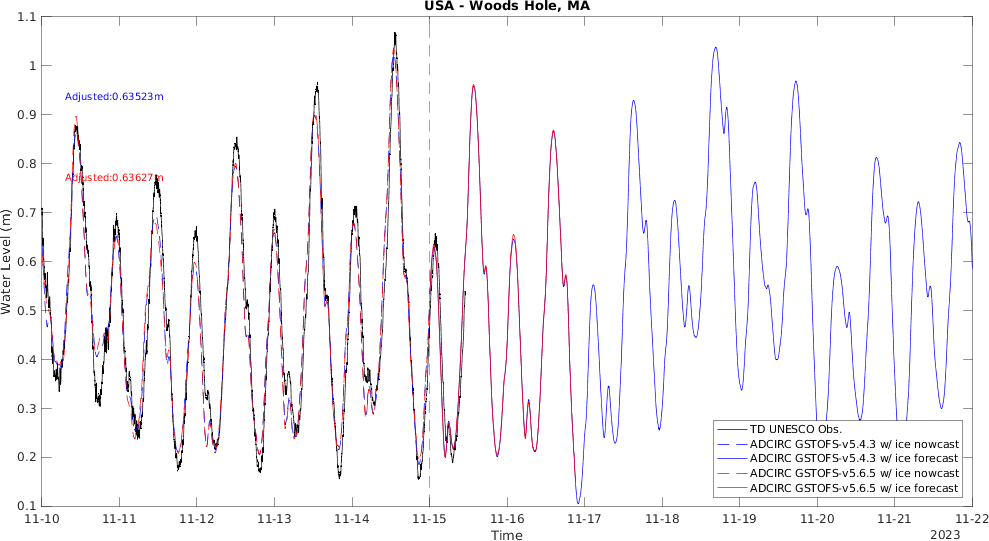 USA - Woods Hole, MA
1.1
1
0.9
0.8
0.7
0.6
0.5
0.4
0.3
0.2
0.1
Water Level (m)
Adjusted:0.63523m
Adjusted:0.63627m
TD UNESCO Obs.
ADCIRC GSTOFS-v5.4.3 w/ ice nowcast
ADCIRC GSTOFS-v5.4.3 w/ ice forecast
ADCIRC GSTOFS-v5.6.5 w/ ice nowcast
ADCIRC GSTOFS-v5.6.5 w/ ice forecast
11-10 11-11 11-12 11-13 11-14 11-15 11-16 11-17 11-18 11-19 11-20 11-21 11-22
Time
2023